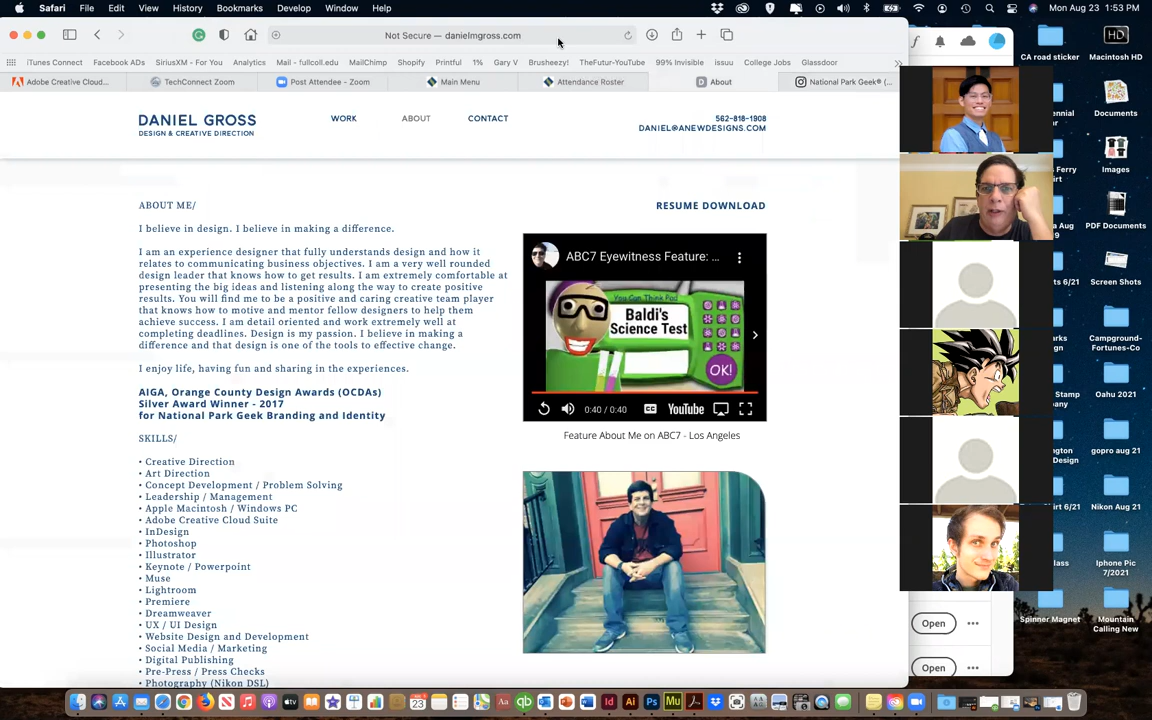 Safari File Edit View History Bookmarks Develop Window Help
Mon Aug 23 1:53 PM
Not Secure — danielmgross.com
iTunes Connect Facebook ADs SiriusXM - For You Analytics Mail - fullcoll.edu MailChimp Shopify Printful 1% Gary V Brusheezy! TheFutur-YouTube 99% Invisible issuu College Jobs Glassdoor
Adobe Creative Cloud... TechConnect Zoom Post Attendee - Zoom Main Menu Attendance Roster About National Park Geek® (...
DANIEL GROSS
DESIGN & CREATIVE DIRECTION
WORK ABOUT CONTACT
562-818-1908
DANIEL@ANEWDESIGNS.COM
ABOUT ME/
I believe in design. I believe in making a difference.
I am an experience designer that fully understands design and how it
relates to communicating business objectives. I am a very well rounded
design leader that knows how to get results. I am extremely comfortable at
presenting the big ideas and listening along the way to create positive
results. You will find me to be a positive and caring creative team player
that knows how to motive and mentor fellow designers to help them
achieve success. I am detail oriented and work extremely well at
completing deadlines. Design is my passion. I believe in making a
difference and that design is one of the tools to effective change.
I enjoy life, having fun and sharing in the experiences.
AIGA, Orange County Design Awards (OCDAs)
Silver Award Winner - 2017
for National Park Geek Branding and Identity
SKILLS/
• Creative Direction
• Art Direction
• Concept Development / Problem Solving
• Leadership / Management
• Apple Macintosh / Windows PC
• Adobe Creative Cloud Suite
• InDesign
• Photoshop
• Illustrator
• Keynote / Powerpoint
• Muse
• Lightroom
• Premiere
• Dreamweaver
• UX / UI Design
• Website Design and Development
• Social Media / Marketing
• Digital Publishing
• Pre-Press / Press Checks
• Photography (Nikon DSL)
RESUME DOWNLOAD
ABC7 Eyewitness Feature: ...
You Can Think Pad
Baldi's
Science Test
OK!
0:40 / 0:40
CC
YouTube
Feature About Me on ABC7 - Los Angeles
Open
Open
CA road sticker
HD
Macintosh HD
Documents
Images
PDF Documents
Screen Shots
Campground-
Fortunes-Co
Oahu 2021
gopro aug 21
Nikon Aug
21
Iphone Pic
7/2021
Spinner Magnet
Mountain
Calling New